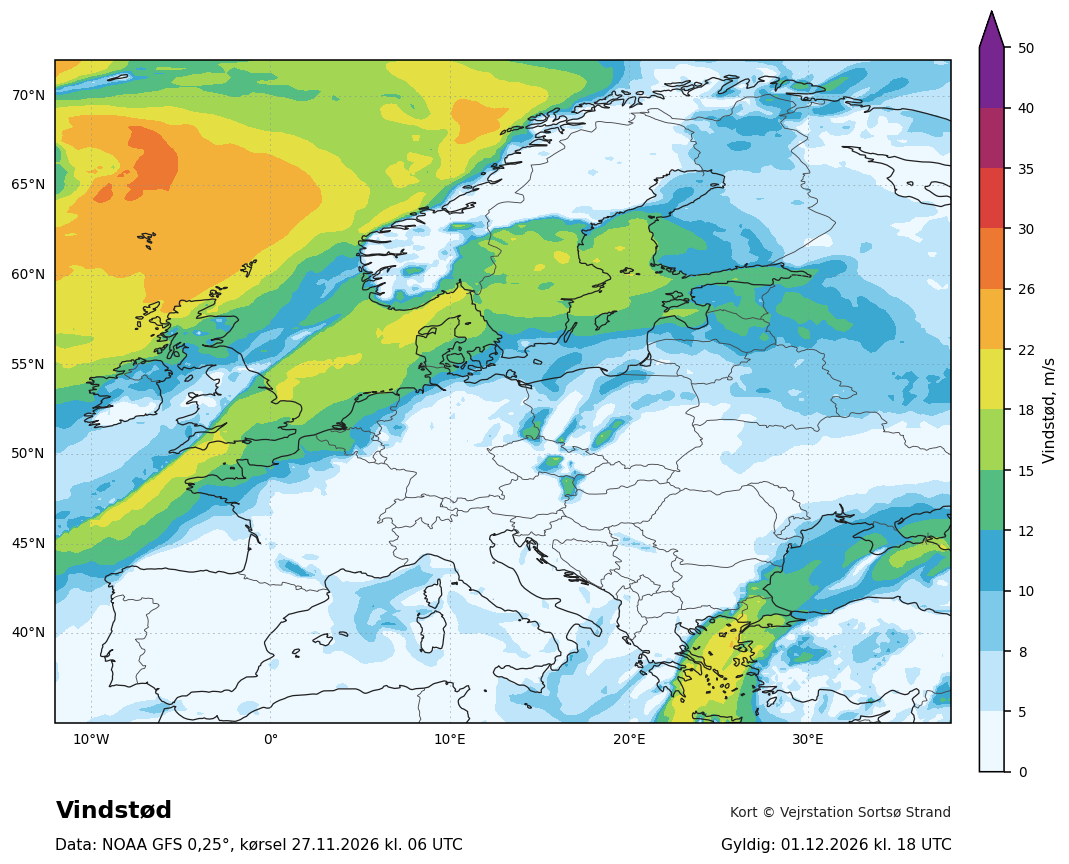 50
40
35
30
26
22
18
15
12
10
8
5
0
Vindstød, m/s
70°N
65°N
60°N
55°N
50°N
45°N
40°N
10°W
0°
10°E
20°E
30°E
Vindstød
Kort © Vejrstation Sortsø Strand
Data: NOAA GFS 0,25°, kørsel 27.11.2026 kl. 06 UTC
Gyldig: 01.12.2026 kl. 18 UTC